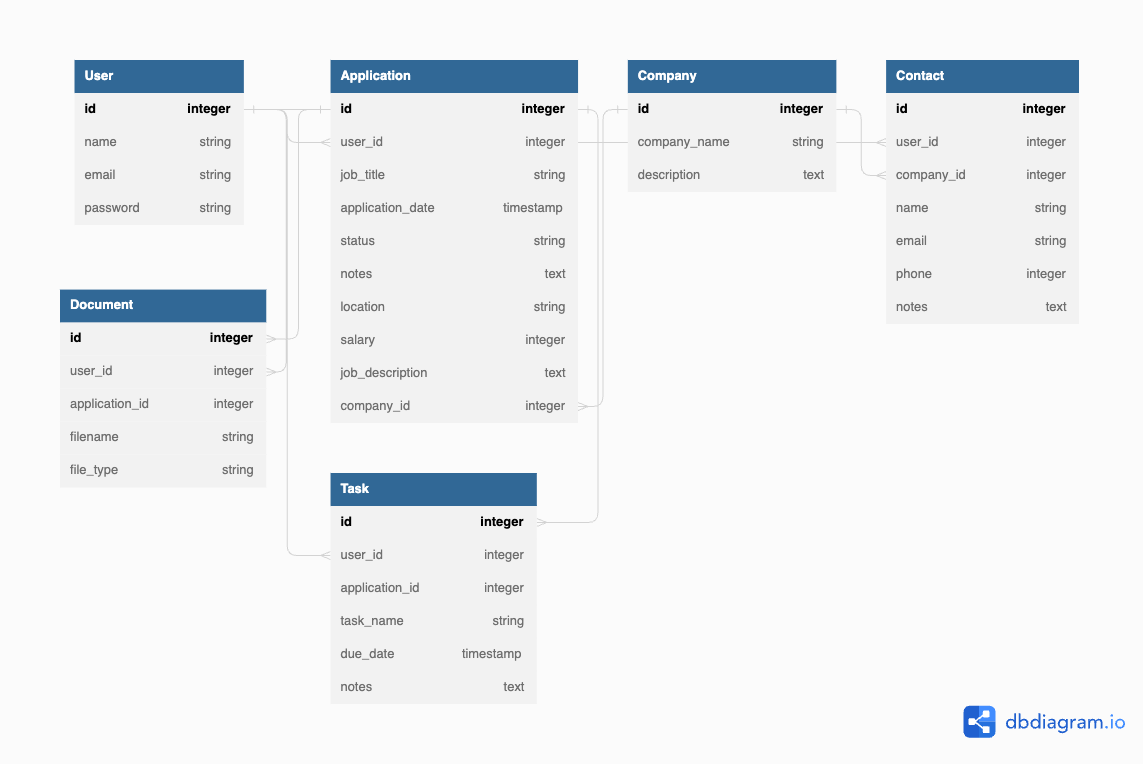 User
id integer
name string
email string
password string
Application
id integer
user_id integer
job_title string
application_date timestamp
status string
notes text
location string
salary integer
job_description text
company_id integer
Company
id integer
company_name string
description text
Contact
id integer
user_id integer
company_id integer
name string
email string
phone integer
notes text
Document
id integer
user_id integer
application_id integer
filename string
file_type string
Task
id integer
user_id integer
application_id integer
task_name string
due_date timestamp
notes text
dbdiagram.io